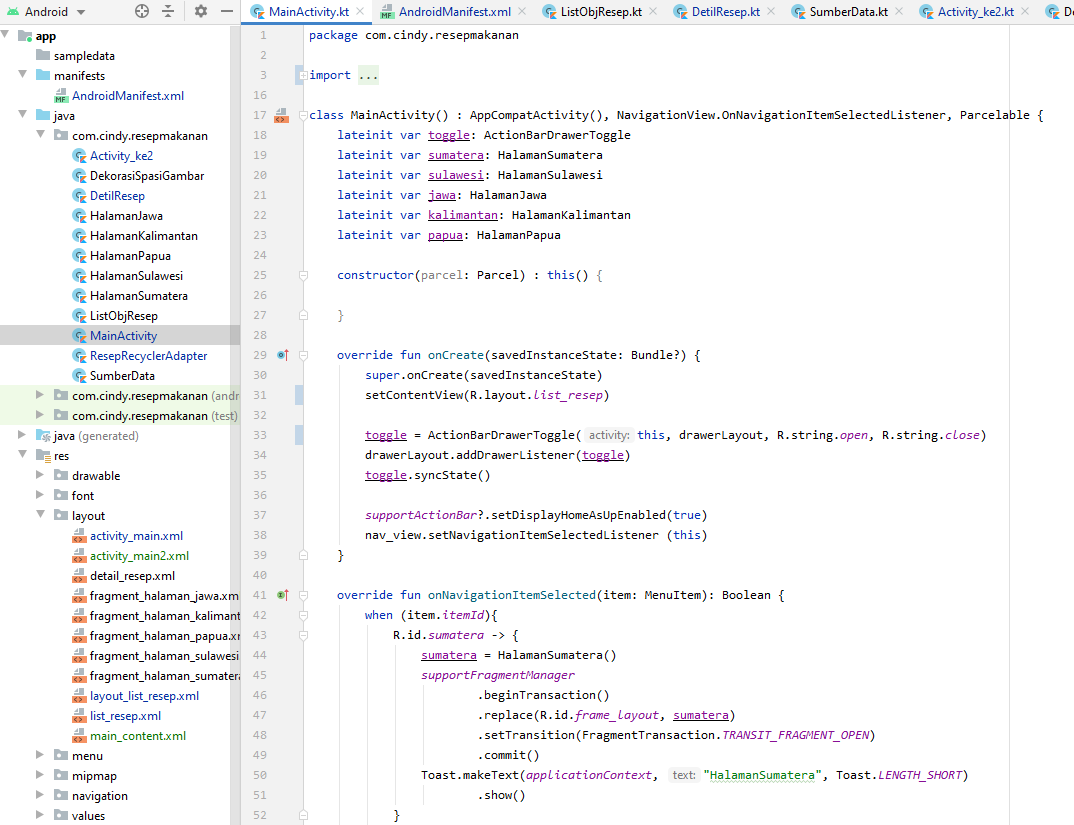 Android
app
sampledata
manifests
AndroidManifest.xml
java
com.cindy.resepmakanan
Activity_ke2
DekorasiSpasiGambar
DetilResep
HalamanJawa
HalamanKalimantan
HalamanPapua
HalamanSulawesi
HalamanSumatera
ListObjResep
MainActivity
ResepRecyclerAdapter
SumberData
com.cindy.resepmakanan (andr
com.cindy.resepmakanan (test)
java (generated)
res
drawable
font
layout
activity_main.xml
activity_main2.xml
detail_resep.xml
fragment_halaman_jawa.xm
fragment_halaman_kalimant
fragment_halaman_papua.xr
fragment_halaman_sulawesi
fragment_halaman_sumatera
layout_list_resep.xml
list_resep.xml
main_content.xml
menu
mipmap
navigation
values
MainActivity.kt AndroidManifest.xml ListObjResep.kt DetilResep.kt SumberData.kt Activity_ke2.kt De
1 package com.cindy.resepmakanan
2
3 import ...
16
17 class MainActivity() : AppCompatActivity(), NavigationView.OnNavigationItemSelectedListener, Parcelable {
18 lateinit var toggle: ActionBarDrawerToggle
19 lateinit var sumatera: HalamanSumatera
20 lateinit var sulawesi: HalamanSulawesi
21 lateinit var jawa: HalamanJawa
22 lateinit var kalimantan: HalamanKalimantan
23 lateinit var papua: HalamanPapua
24
25 constructor(parcel: Parcel) : this() {
26
27 }
28
29 override fun onCreate(savedInstanceState: Bundle?) {
30 super.onCreate(savedInstanceState)
31 setContentView(R.layout.list_resep)
32
33 toggle = ActionBarDrawerToggle( activity: this, drawerLayout, R.string.open, R.string.close)
34 drawerLayout.addDrawerListener(toggle)
35 toggle.syncState()
36
37 supportActionBar?.setDisplayHomeAsUpEnabled(true)
38 nav_view.setNavigationItemSelectedListener (this)
39 }
40
41 override fun onNavigationItemSelected(item: MenuItem): Boolean {
42 when (item.itemId){
43 R.id.sumatera -> {
44 sumatera = HalamanSumatera()
45 supportFragmentManager
46 .beginTransaction()
47 .replace(R.id.frame_layout, sumatera)
48 .setTransition(FragmentTransaction.TRANSIT_FRAGMENT_OPEN)
49 .commit()
50 Toast.makeText(applicationContext, text: "HalamanSumatera", Toast.LENGTH_SHORT)
51 .show()
52 }